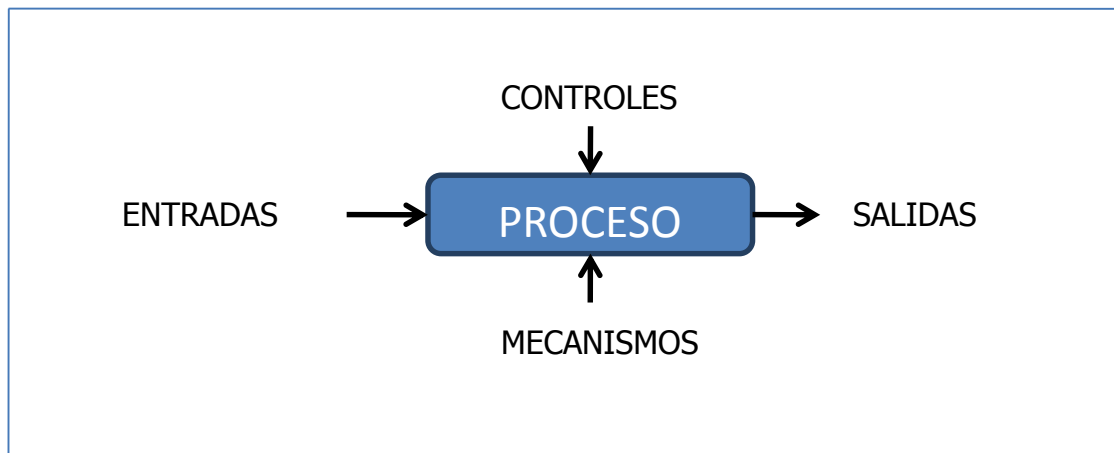 CONTROLES
ENTRADAS
PROCESO
SALIDAS
MECANISMOS